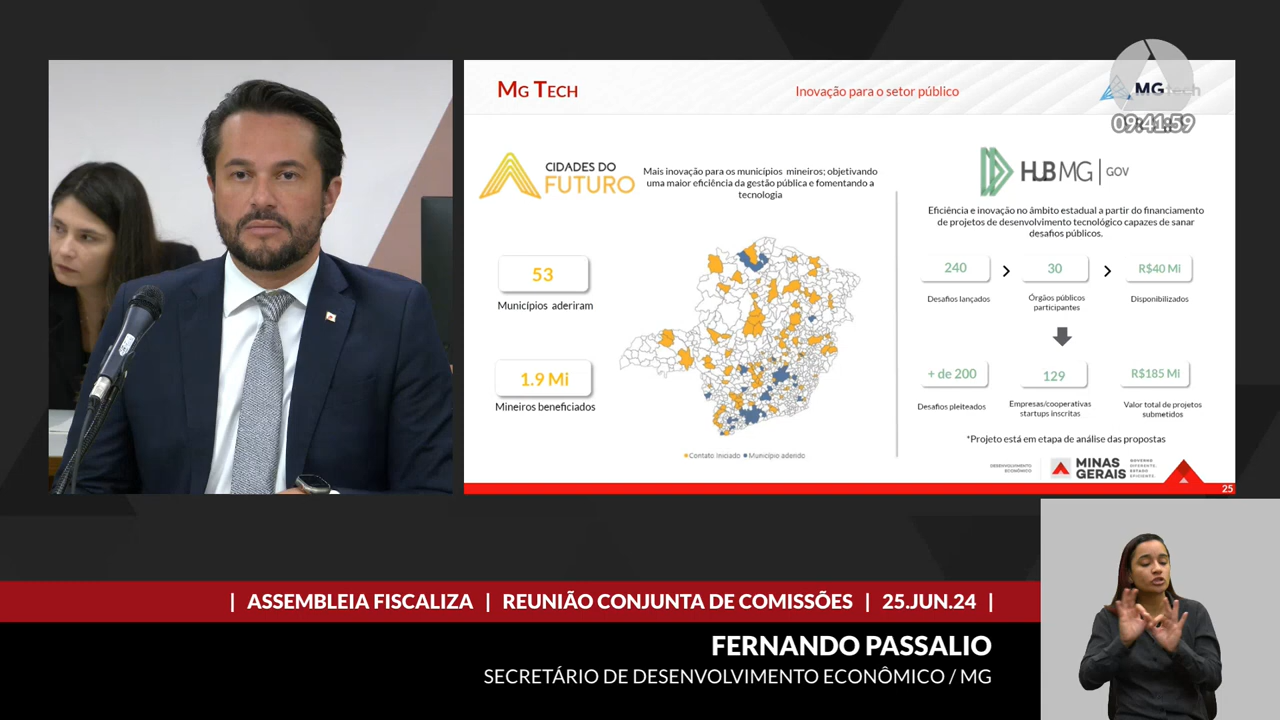 MG TECH
Inovação para o setor público
MG
09:41:59
CIDADES DO
FUTURO
Mais inovação para os municípios mineiros; objetivando
uma maior eficiência da gestão pública e fomentando a
tecnologia
53
Municípios aderiram
1.9 Mi
Mineiros beneficiados
Contato Iniciado
Município aderido
HUBMG | GOV
Eficiência e inovação no âmbito estadual a partir do financiamento
de projetos de desenvolvimento tecnológico capazes de sanar
desafios públicos.
240 > 30 > R$40 Mi
Desafios lançados
Órgãos públicos
participantes
Disponibilizados
+ de 200
129
R$185 Mi
Desafios pleiteados
Empresas/cooperativas
startups inscritas
Valor total de projetos
submetidos
*Projeto está em etapa de análise das propostas
DESENVOLVIMENTO
ECONÔMICO
MINAS
GERAIS
GOVERNO
DIFERENTE.
ESTADO
EFICIENTE.
25
| ASSEMBLEIA FISCALIZA | REUNIÃO CONJUNTA DE COMISSÕES | 25.JUN.24 |
FERNANDO PASSALIO
SECRETÁRIO DE DESENVOLVIMENTO ECONÔMICO / MG